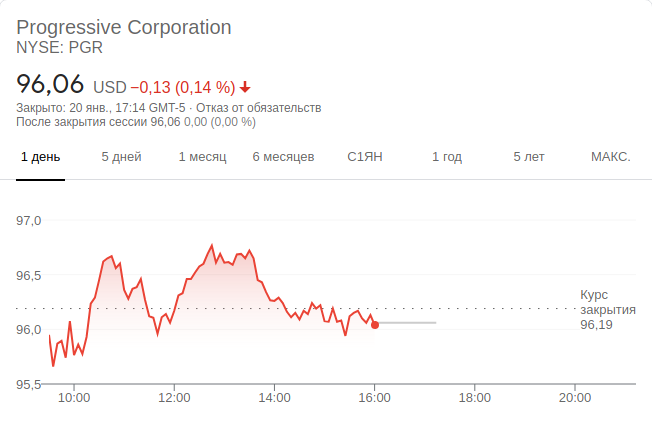 Progressive Corporation
NYSE: PGR
96,06 USD −0,13 (0,14 %)
Закрыто: 20 янв., 17:14 GMT-5 · Отказ от обязательств
После закрытия сессии 96,06 0,00 (0,00 %)
1 день 5 дней 1 месяц 6 месяцев С1ЯН 1 год 5 лет МАКС.
97,0
96,5
Курс
закрытия
96,19
96,0
95,5
10:00 12:00 14:00 16:00 18:00 20:00